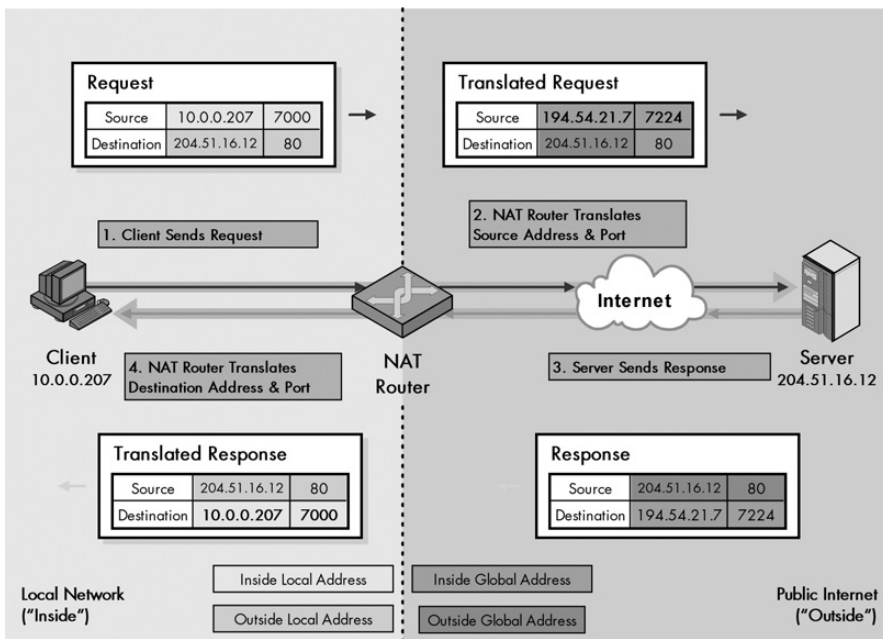 Request
Source 10.0.0.207 7000
Destination 204.51.16.12 80
Translated Request
Source 194.54.21.7 7224
Destination 204.51.16.12 80
1. Client Sends Request
2. NAT Router Translates
Source Address & Port
Internet
Client
10.0.0.207
4. NAT Router Translates
Destination Address & Port
NAT
Router
3. Server Sends Response
Server
204.51.16.12
Translated Response
Source 204.51.16.12 80
Destination 10.0.0.207 7000
Response
Source 204.51.16.12 80
Destination 194.54.21.7 7224
Local Network
("Inside")
Inside Local Address
Inside Global Address
Outside Local Address
Outside Global Address
Public Internet
("Outside")